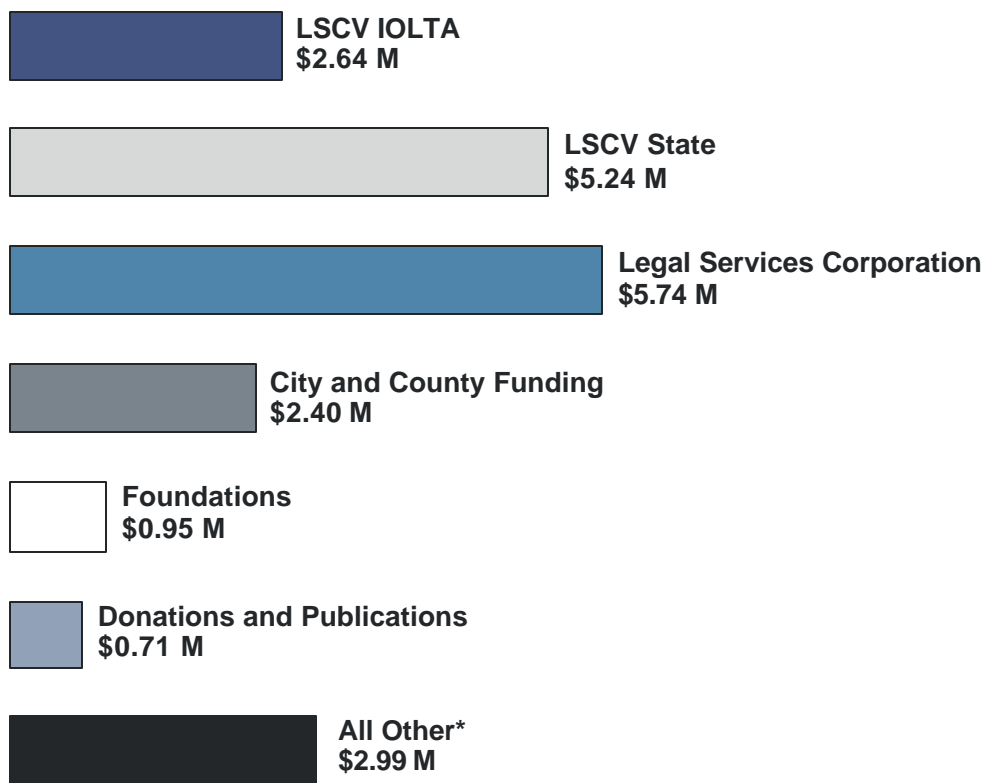 LSCV IOLTA
$2.64 M
LSCV State
$5.24 M
Legal Services Corporation
$5.74 M
City and County Funding
$2.40 M
Foundations
$0.95 M
Donations and Publications
$0.71 M
All Other*
$2.99 M